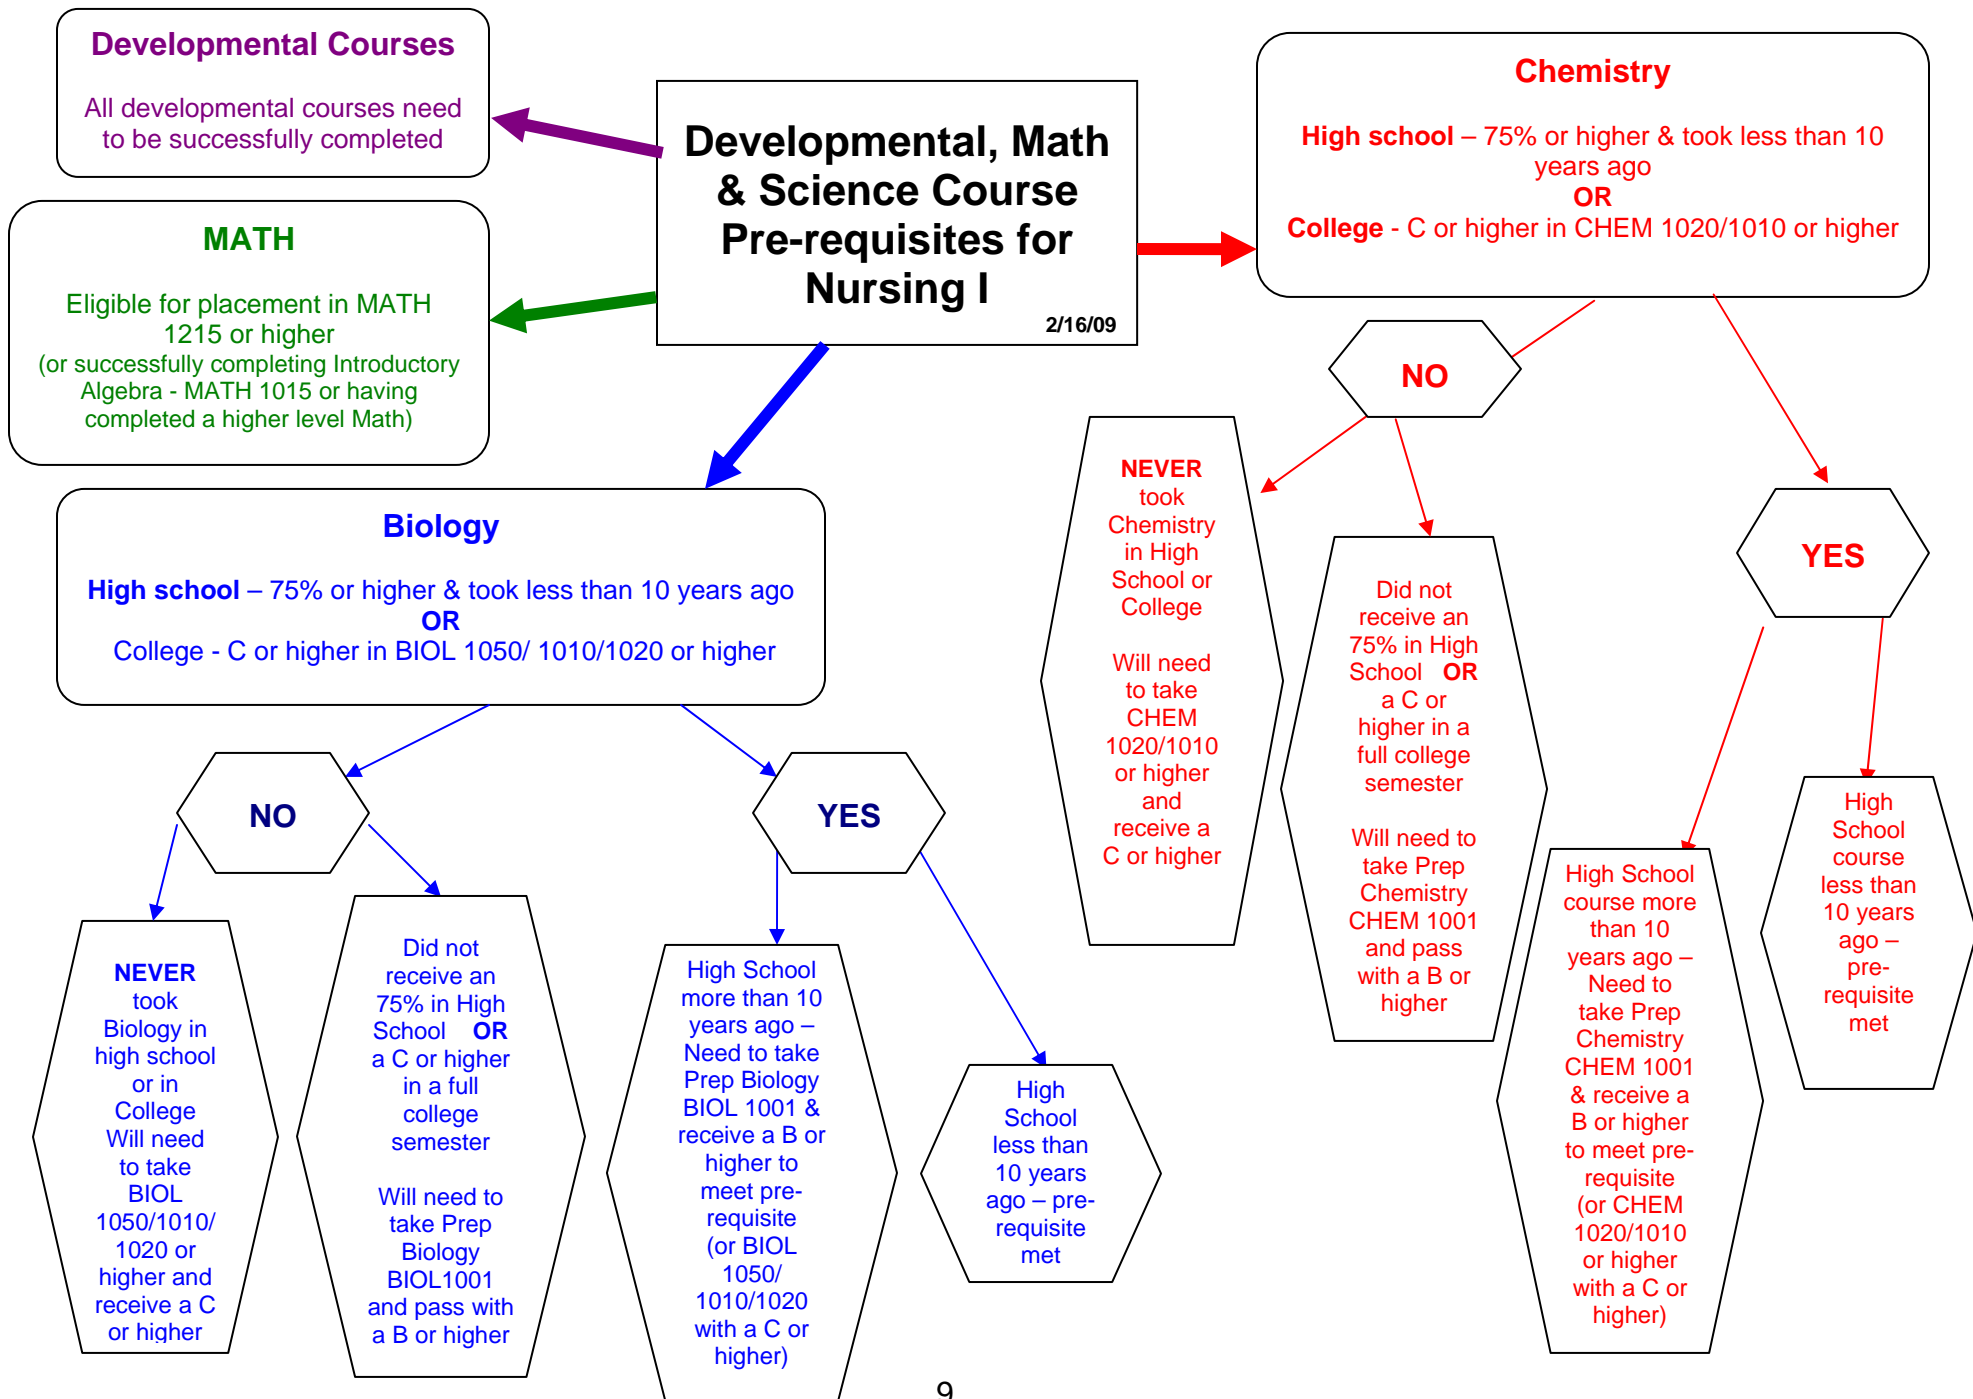 Developmental Courses
All developmental courses need
to be successfully completed
Developmental, Math
& Science Course
Pre-requisites for
Nursing I
2/16/09
Chemistry
High school – 75% or higher & took less than 10
years ago
OR
College - C or higher in CHEM 1020/1010 or higher
MATH
Eligible for placement in MATH
1215 or higher
(or successfully completing Introductory
Algebra - MATH 1015 or having
completed a higher level Math)
Biology
High school – 75% or higher & took less than 10 years ago
OR
College - C or higher in BIOL 1050/ 1010/1020 or higher
NO
NEVER
took
Biology in
high school
or in
College
Will need
to take
BIOL
1050/1010/
1020 or
higher and
receive a C
or higher
Did not
receive an
75% in High
School OR
a C or higher
in a full
college
semester
Will need to
take Prep
Biology
BIOL1001
and pass with
a B or higher
YES
High School
more than 10
years ago –
Need to take
Prep Biology
BIOL 1001 &
receive a B or
higher to
meet pre-
requisite
(or BIOL
1050/
1010/1020
with a C or
higher)
High
School
less than
10 years
ago – pre-
requisite
met
NO
NEVER
took
Chemistry
in High
School or
College
Will need
to take
CHEM
1020/1010
or higher
and
receive a
C or higher
Did not
receive an
75% in High
School OR
a C or
higher in a
full college
semester
Will need to
take Prep
Chemistry
CHEM 1001
and pass
with a B or
higher
YES
High School
course more
than 10
years ago –
Need to
take Prep
Chemistry
CHEM 1001
& receive a
B or higher
to meet pre-
requisite
(or CHEM
1020/1010
or higher
with a C or
higher)
High
School
course
less than
10 years
ago –
pre-
requisite
met
9